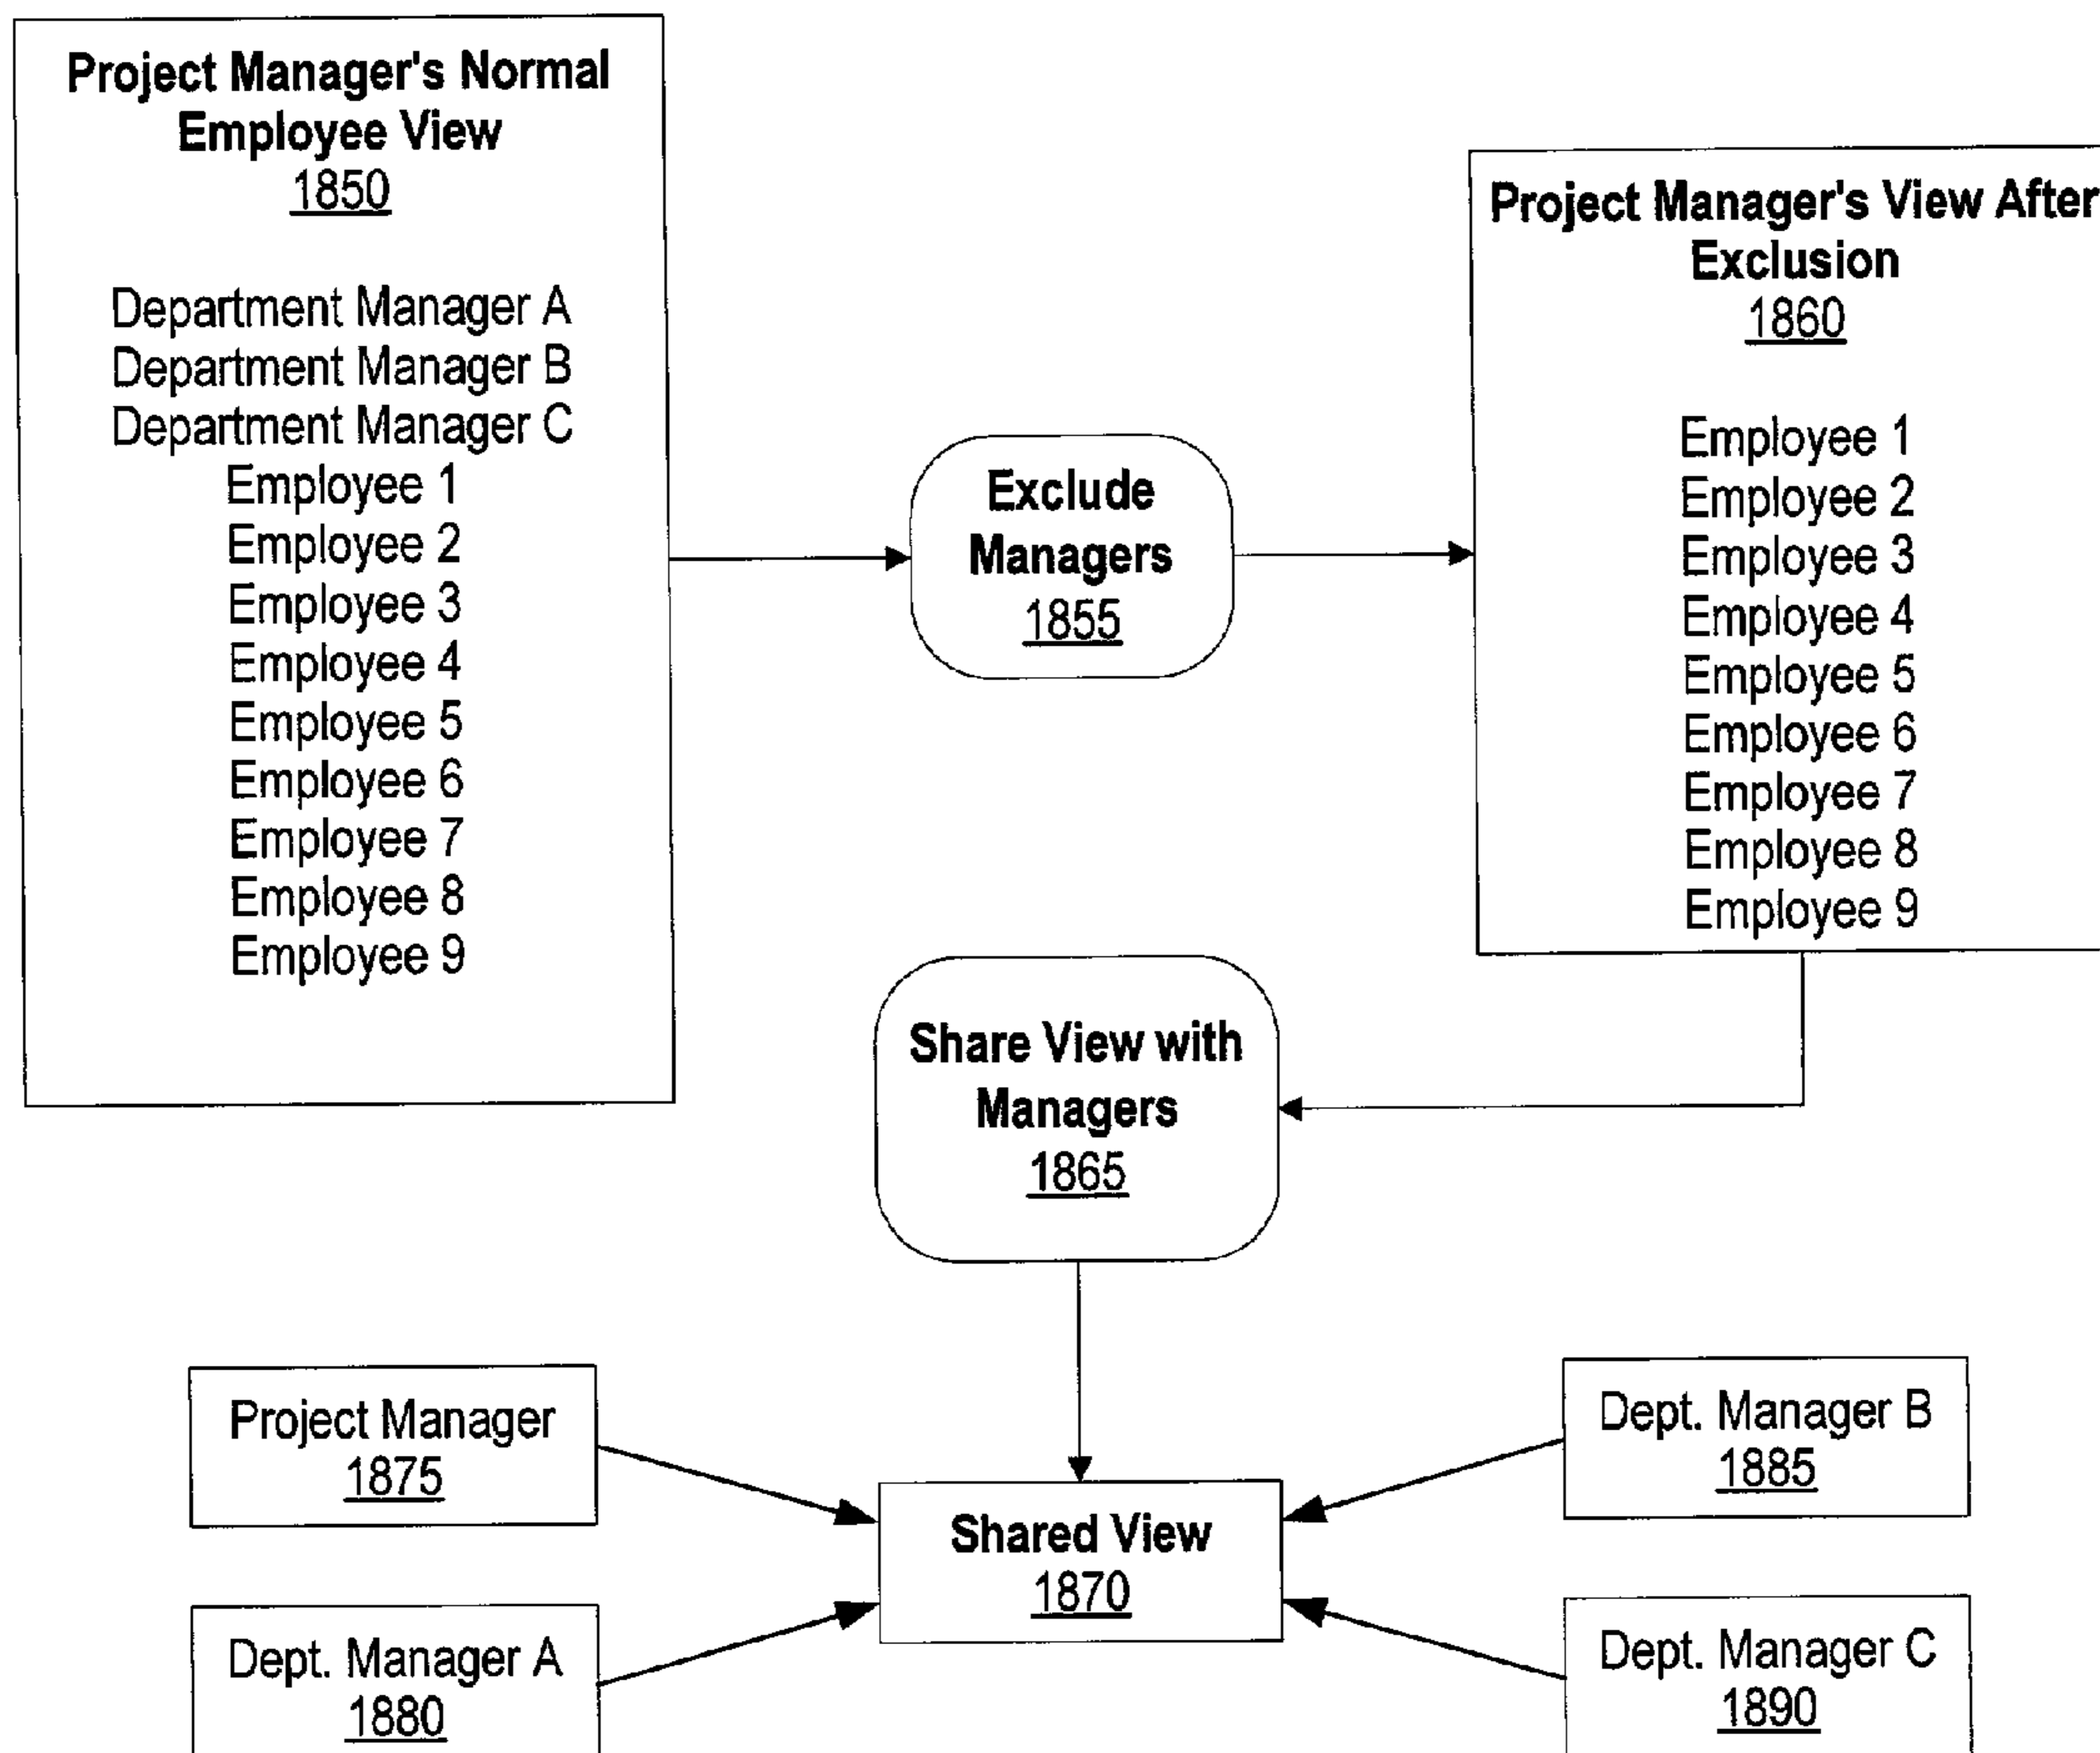 Project Manager's Normal
Employee View
1850
Department Manager A
Department Manager B
Department Manager C
Employee 1
Employee 2
Employee 3
Employee 4
Employee 5
Employee 6
Employee 7
Employee 8
Employee 9
Exclude
Managers
1855
Project Manager's View After
Exclusion
1860
Employee 1
Employee 2
Employee 3
Employee 4
Employee 5
Employee 6
Employee 7
Employee 8
Employee 9
Share View with
Managers
1865
Project Manager
1875
Dept. Manager A
1880
Shared View
1870
Dept. Manager B
1885
Dept. Manager C
1890